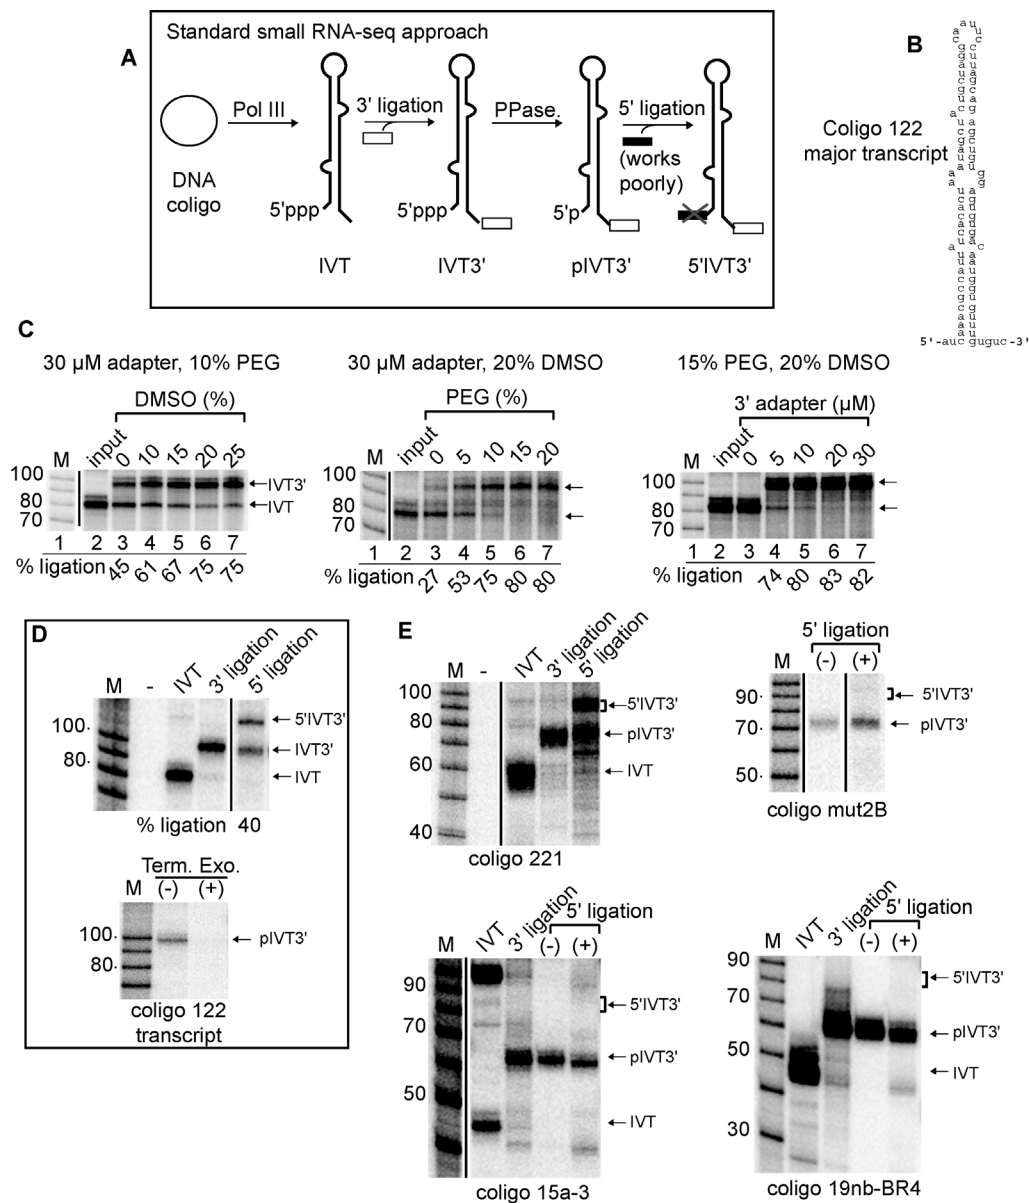 A
Standard small RNA-seq approach
DNA
coligo
Pol III
5'ppp
IVT
3' ligation
5'ppp
IVT3'
PPase.
5'p
pIVT3'
5' ligation
(works
poorly)
5'IVT3'
B
Coligo 122
major transcript
5'-auc
guguc-3'
C
30 µM adapter, 10% PEG
DMSO (%)
M input 0 10 15 20 25
100
80
70
IVT3'
IVT
1 2 3 4 5 6 7
% ligation 45 61 67 75 75
30 µM adapter, 20% DMSO
PEG (%)
M input 0 5 10 15 20
100
80
70
1 2 3 4 5 6 7
% ligation 27 53 75 80 80
15% PEG, 20% DMSO
3' adapter (µM)
M input 0 5 10 20 30
100
80
70
1 2 3 4 5 6 7
% ligation 74 80 83 82
D
M - IVT 3' ligation 5' ligation
100
80
5'IVT3'
IVT3'
IVT
% ligation 40
Term. Exo.
M (-) (+)
100
80
pIVT3'
coligo 122
transcript
E
M - IVT 3' ligation 5' ligation
100
90
80
70
60
40
5'IVT3'
pIVT3'
IVT
coligo 221
5' ligation
M (-) (+)
90
70
50
5'IVT3'
pIVT3'
coligo mut2B
5' ligation
M IVT 3' ligation (-) (+)
90
70
50
5'IVT3'
pIVT3'
IVT
coligo 15a-3
5' ligation
M IVT 3' ligation (-) (+)
90
70
50
30
5'IVT3'
pIVT3'
IVT
coligo 19nb-BR4